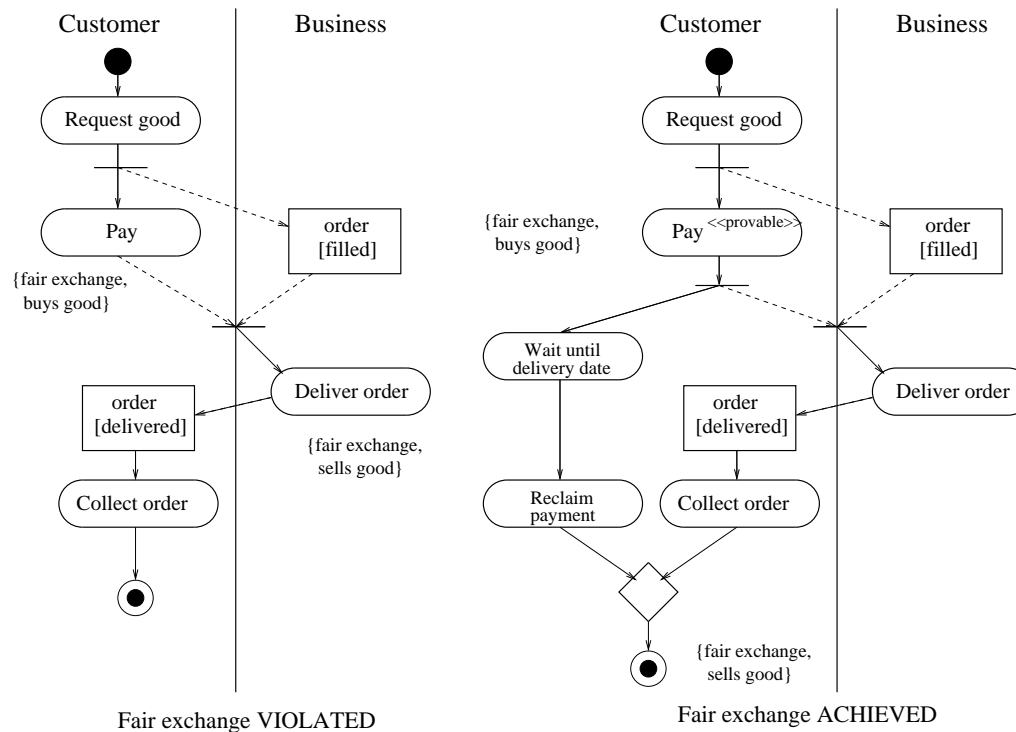 Customer
Business
Request good
Pay
order
[filled]
{fair exchange,
buys good}
Deliver order
order
[delivered]
{fair exchange,
sells good}
Collect order
Fair exchange VIOLATED
Customer
Business
Request good
{fair exchange,
buys good}
Pay <<provable>>
order
[filled]
Wait until
delivery date
Deliver order
order
[delivered]
Reclaim
payment
Collect order
{fair exchange,
sells good}
Fair exchange ACHIEVED